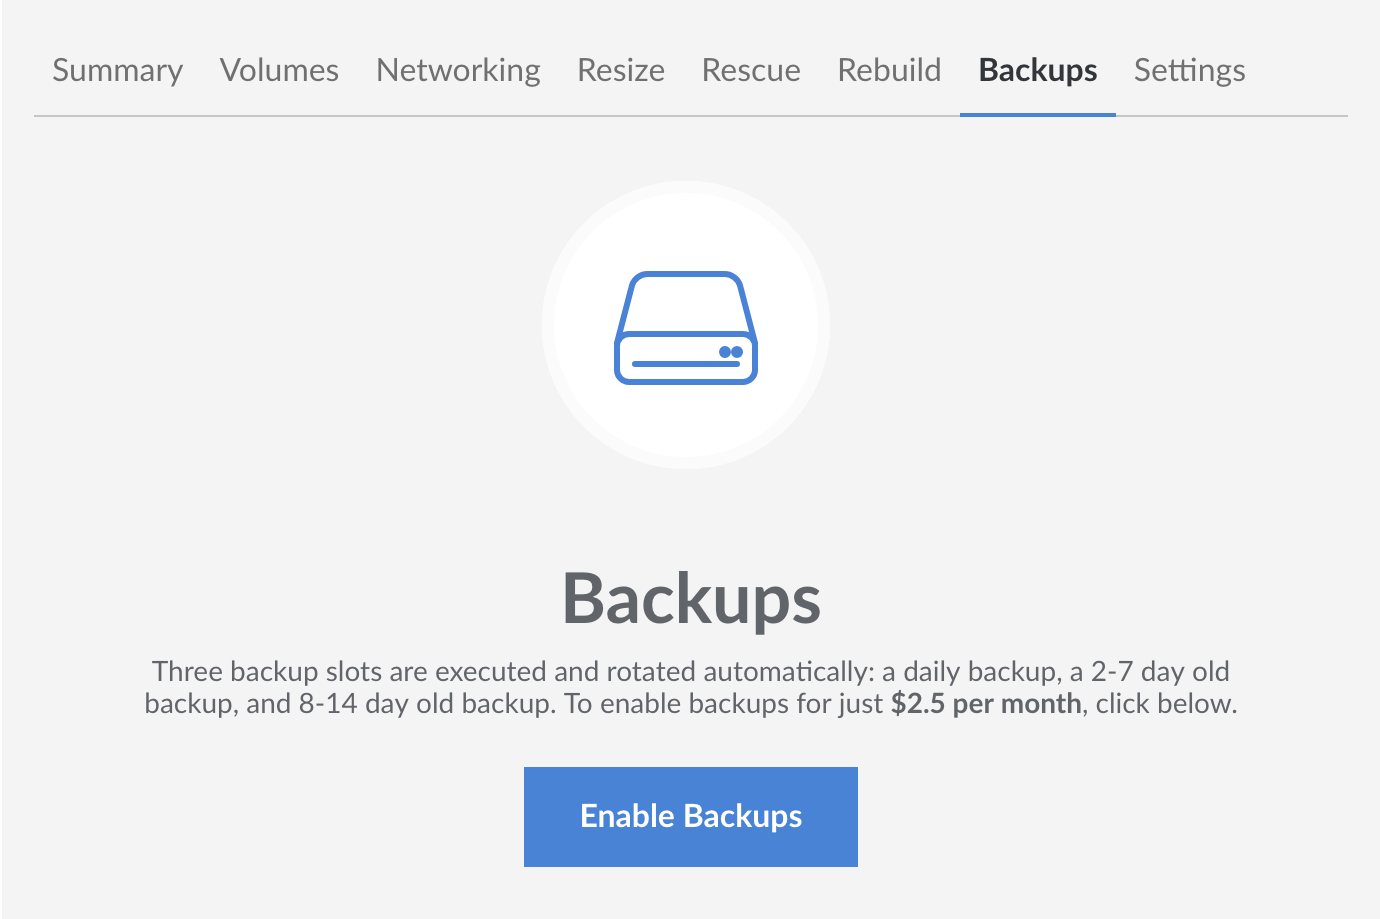 Summary Volumes Networking Resize Rescue Rebuild Backups Settings
Backups
Three backup slots are executed and rotated automatically: a daily backup, a 2-7 day old
backup, and 8-14 day old backup. To enable backups for just $2.5 per month, click below.
Enable Backups